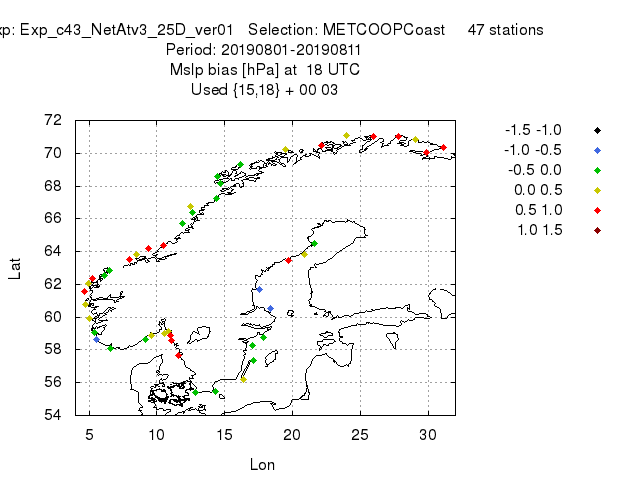 xp: Exp_c43_NetAtv3_25D_ver01 Selection: METCOOPCoast 47 stations
Period: 20190801-20190811
Mslp bias [hPa] at 18 UTC
Used {15,18} + 00 03
72
70
68
66
64
62
60
58
56
54
Lat
5 10 15 20 25 30
Lon
-1.5 -1.0
-1.0 -0.5
-0.5 0.0
0.0 0.5
0.5 1.0
1.0 1.5